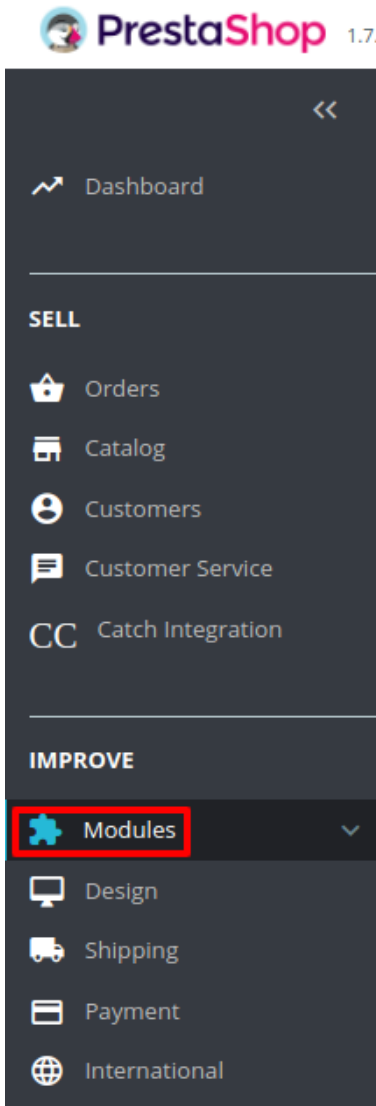 PrestaShop 1.7.
Dashboard
SELL
Orders
Catalog
Customers
Customer Service
CC Catch Integration
IMPROVE
Modules
Design
Shipping
Payment
International